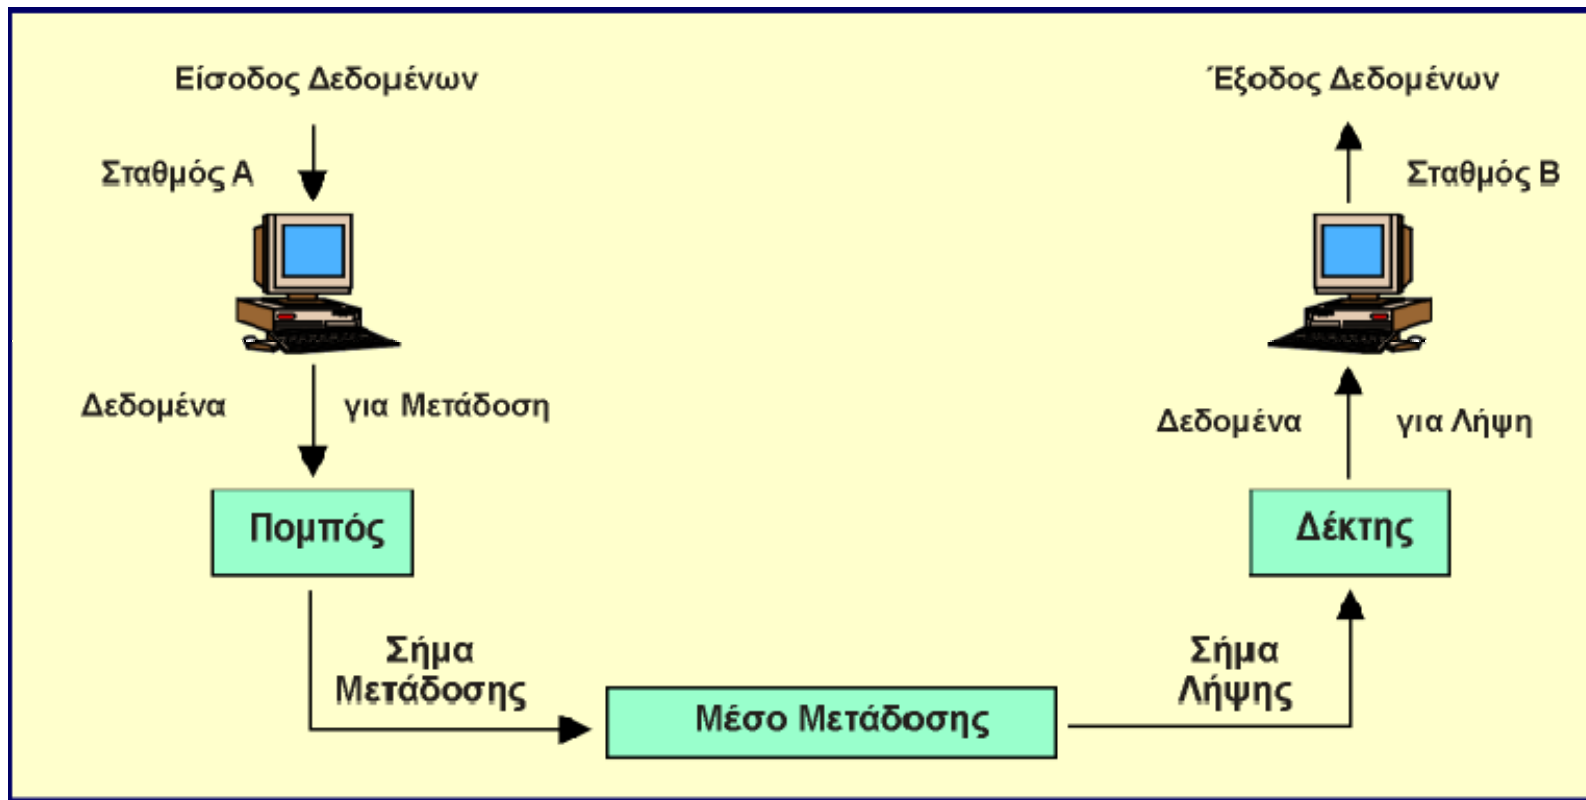 Είσοδος Δεδομένων
Σταθμός Α
Δεδομένα για Μετάδοση
Πομπός
Σήμα
Μετάδοσης
Μέσο Μετάδοσης
Σήμα
Λήψης
Δέκτης
Δεδομένα για Λήψη
Σταθμός Β
Έξοδος Δεδομένων